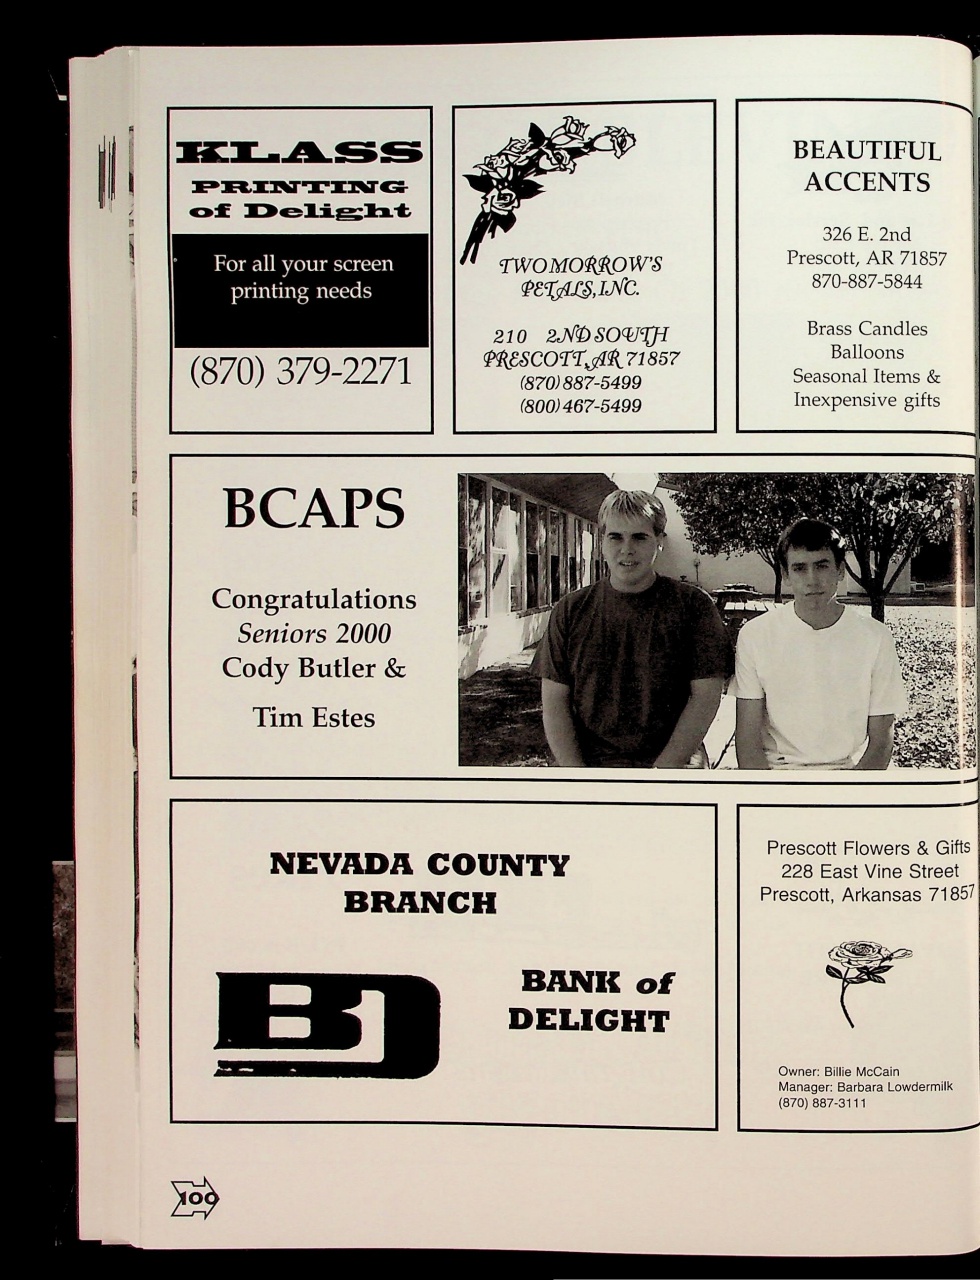 KLASS
PRINTING
of Delight
For all your screen
printing needs
(870) 379-2271
TWOMORROW'S
PETALS, INC.
210 2ND SOUTH
PRESCOTT, AR 71857
(870) 887-5499
(800) 467-5499
BEAUTIFUL
ACCENTS
326 E. 2nd
Prescott, AR 71857
870-887-5844
Brass Candles
Balloons
Seasonal Items &
Inexpensive gifts
BCAPS
Congratulations
Seniors 2000
Cody Butler &
Tim Estes
NEVADA COUNTY
BRANCH
BD
BANK of
DELIGHT
Prescott Flowers & Gifts
228 East Vine Street
Prescott, Arkansas 71857
Owner: Billie McCain
Manager: Barbara Lowdermilk
(870) 887-3111
100